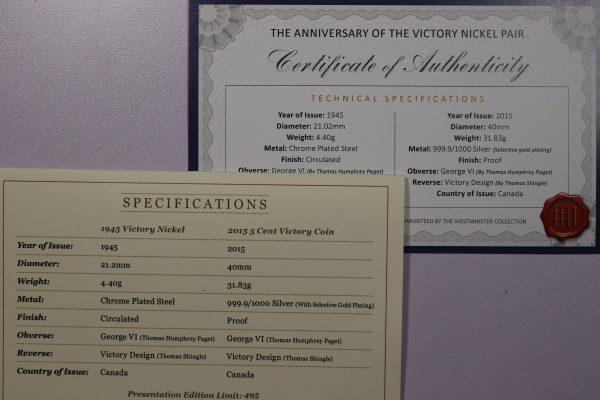 THE ANNIVERSARY OF THE VICTORY NICKEL PAIR
Certificate of Authenticity
TECHNICAL SPECIFICATIONS
Year of Issue: 1945
Diameter: 21.02mm
Weight: 4.40g
Metal: Chrome Plated Steel
Finish: Circulated
Obverse: George VI (By Thomas Humphrey Paget)
Year of Issue: 2015
Diameter: 40mm
Weight: 31.83g
Metal: 999.9/1000 Silver (Selective gold plating)
Finish: Proof
Obverse: George VI (By Thomas Humphrey Paget)
Reverse: Victory Design (By Thomas Shingle)
Country of Issue: Canada
GUARANTEED BY THE WESTMINSTER COLLECTION
SPECIFICATIONS
1945 Victory Nickel 2015 5 Cent Victory Coin
Year of Issue: 1945 2015
Diameter: 21.2mm 40mm
Weight: 4.40g 31.83g
Metal: Chrome Plated Steel 999.9/1000 Silver (With Selective Gold Plating)
Finish: Circulated Proof
Obverse: George VI (Thomas Humphrey Paget) George VI (Thomas Humphrey Paget)
Reverse: Victory Design (Thomas Shingle) Victory Design (Thomas Shingle)
Country of Issue: Canada Canada
Presentation Edition Limit: 495